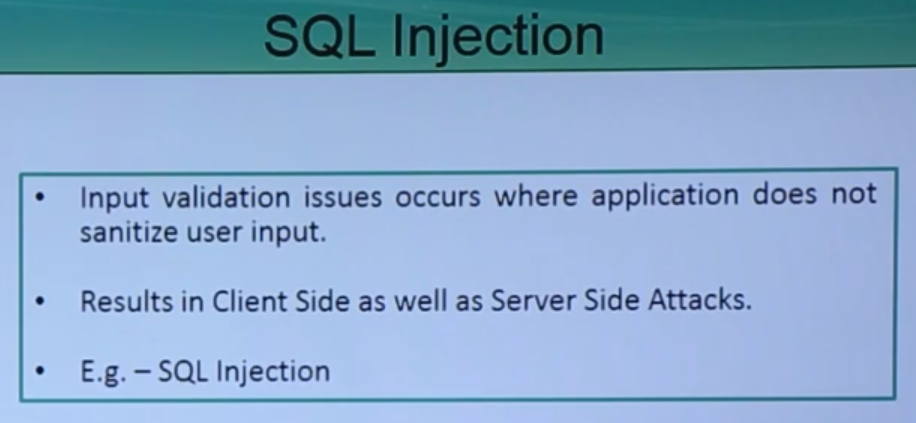 SQL Injection
• Input validation issues occurs where application does not
sanitize user input.
• Results in Client Side as well as Server Side Attacks.
• E.g. – SQL Injection